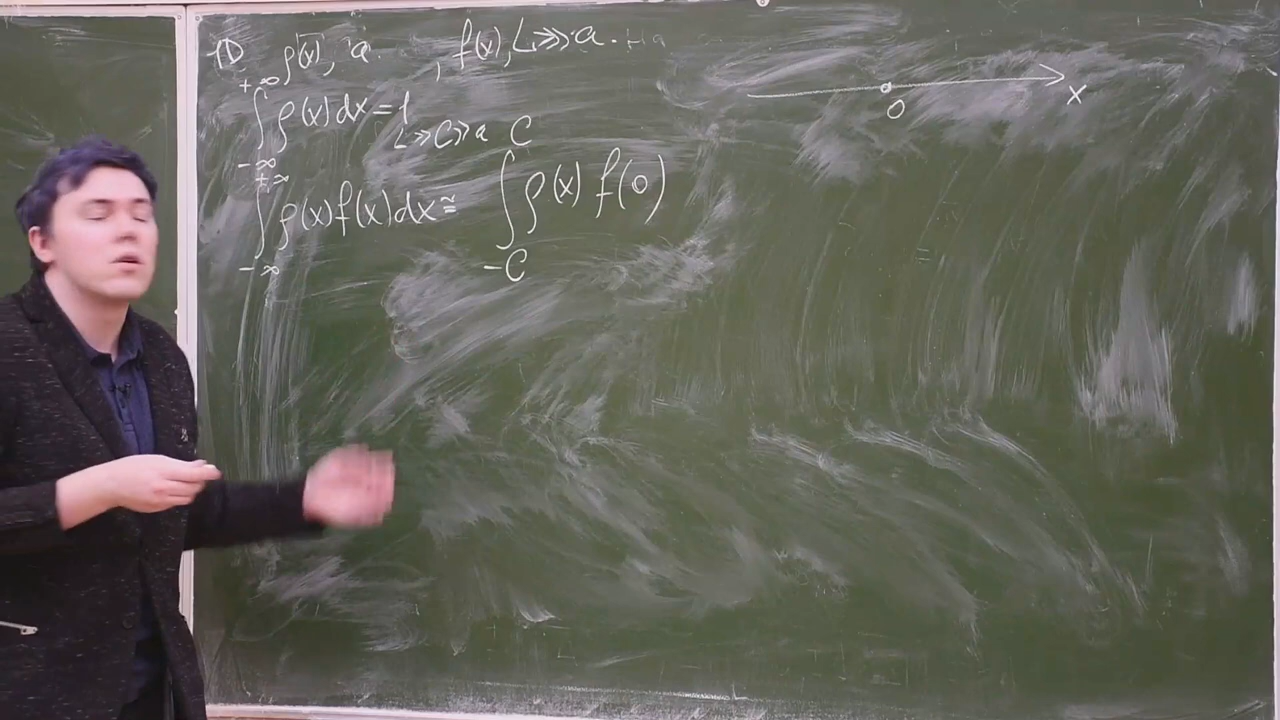 1D ρ(x), a. , f(x), L >> a.
+∞
∫ ρ(x) dx = 1
-∞
L >> C >> a
+∞ C
∫ ρ(x) f(x) dx ≅ ∫ ρ(x) f(0)
-∞ -C
0 x